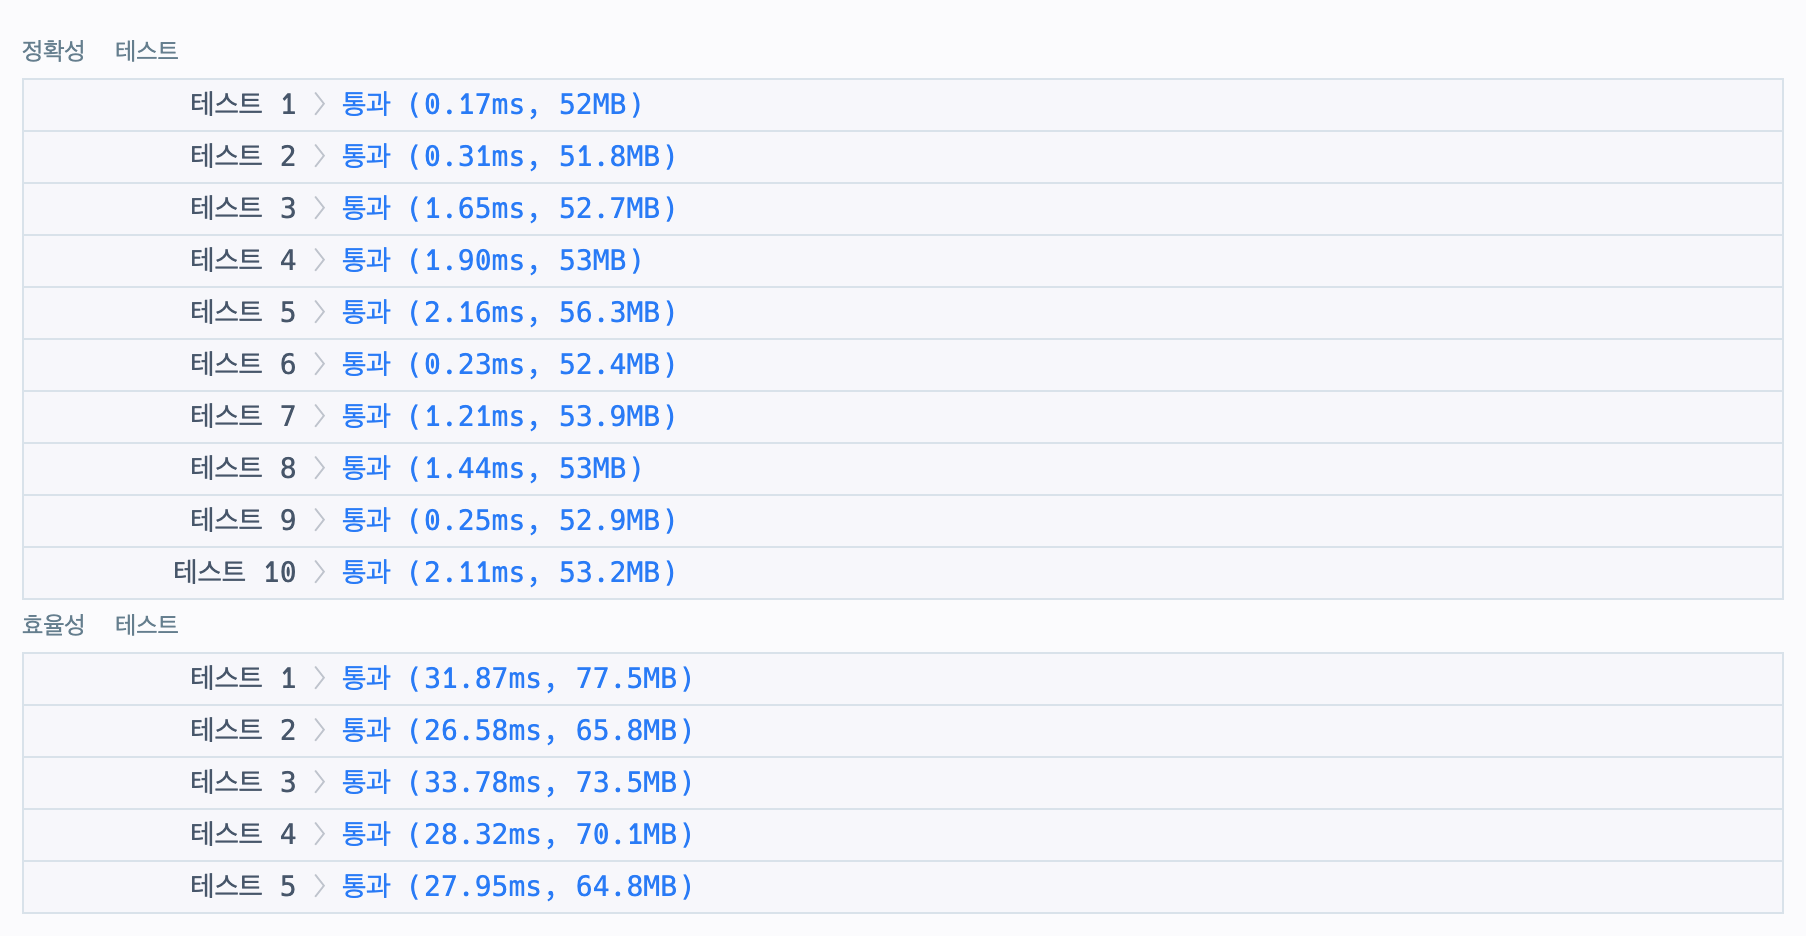 정확성 테스트
테스트 1 〉 통과 (0.17ms, 52MB)
테스트 2 〉 통과 (0.31ms, 51.8MB)
테스트 3 〉 통과 (1.65ms, 52.7MB)
테스트 4 〉 통과 (1.90ms, 53MB)
테스트 5 〉 통과 (2.16ms, 56.3MB)
테스트 6 〉 통과 (0.23ms, 52.4MB)
테스트 7 〉 통과 (1.21ms, 53.9MB)
테스트 8 〉 통과 (1.44ms, 53MB)
테스트 9 〉 통과 (0.25ms, 52.9MB)
테스트 10 〉 통과 (2.11ms, 53.2MB)
효율성 테스트
테스트 1 〉 통과 (31.87ms, 77.5MB)
테스트 2 〉 통과 (26.58ms, 65.8MB)
테스트 3 〉 통과 (33.78ms, 73.5MB)
테스트 4 〉 통과 (28.32ms, 70.1MB)
테스트 5 〉 통과 (27.95ms, 64.8MB)